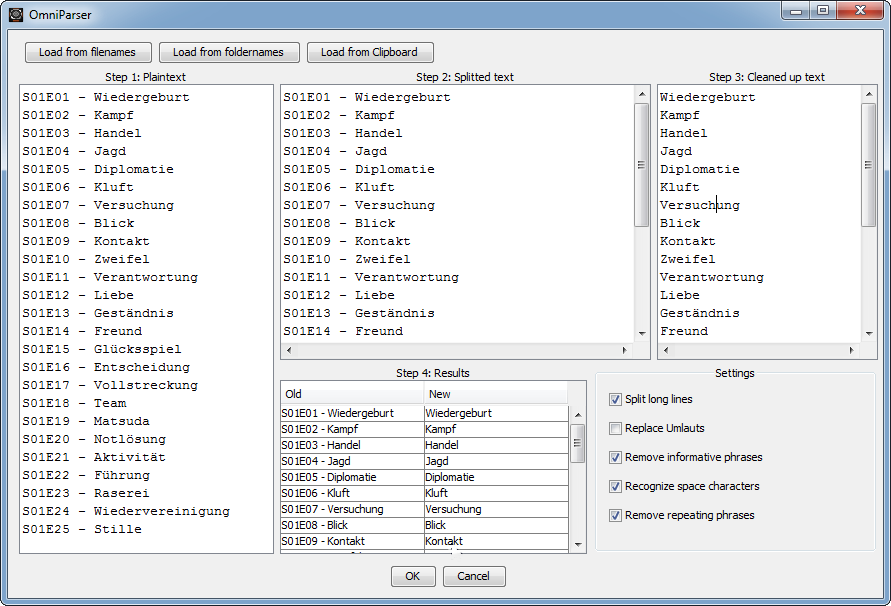 OmniParser
Load from filenames
Load from foldernames
Load from Clipboard
Step 1: Plaintext
S01E01 - Wiedergeburt
S01E02 - Kampf
S01E03 - Handel
S01E04 - Jagd
S01E05 - Diplomatie
S01E06 - Kluft
S01E07 - Versuchung
S01E08 - Blick
S01E09 - Kontakt
S01E10 - Zweifel
S01E11 - Verantwortung
S01E12 - Liebe
S01E13 - Geständnis
S01E14 - Freund
S01E15 - Glücksspiel
S01E16 - Entscheidung
S01E17 - Vollstreckung
S01E18 - Team
S01E19 - Matsuda
S01E20 - Notlösung
S01E21 - Aktivität
S01E22 - Führung
S01E23 - Raserei
S01E24 - Wiedervereinigung
S01E25 - Stille
Step 2: Splitted text
S01E01 - Wiedergeburt
S01E02 - Kampf
S01E03 - Handel
S01E04 - Jagd
S01E05 - Diplomatie
S01E06 - Kluft
S01E07 - Versuchung
S01E08 - Blick
S01E09 - Kontakt
S01E10 - Zweifel
S01E11 - Verantwortung
S01E12 - Liebe
S01E13 - Geständnis
S01E14 - Freund
Step 3: Cleaned up text
Wiedergeburt
Kampf
Handel
Jagd
Diplomatie
Kluft
Versuchung
Blick
Kontakt
Zweifel
Verantwortung
Liebe
Geständnis
Freund
Step 4: Results
Old New
S01E01 - Wiedergeburt Wiedergeburt
S01E02 - Kampf Kampf
S01E03 - Handel Handel
S01E04 - Jagd Jagd
S01E05 - Diplomatie Diplomatie
S01E06 - Kluft Kluft
S01E07 - Versuchung Versuchung
S01E08 - Blick Blick
S01E09 - Kontakt Kontakt
Settings
Split long lines
Replace Umlauts
Remove informative phrases
Recognize space characters
Remove repeating phrases
OK
Cancel